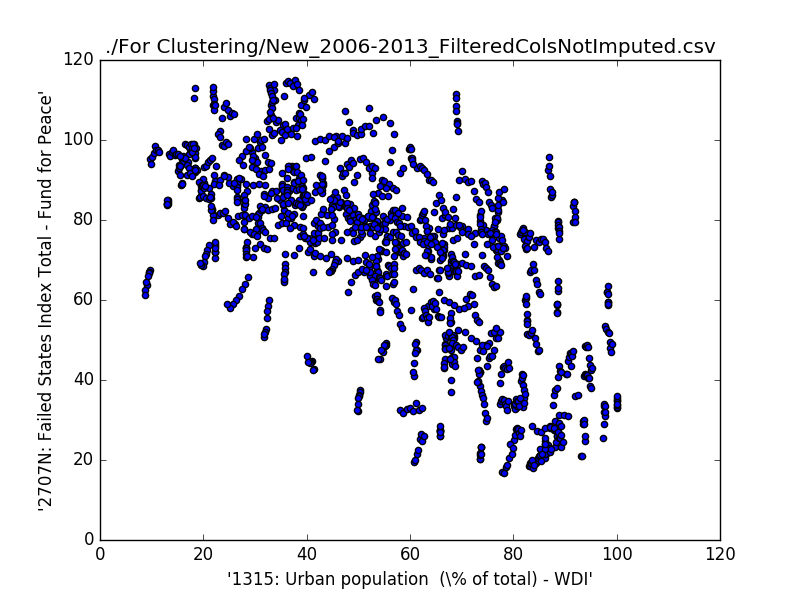 ./For Clustering/New_2006-2013_FilteredColsNotImputed.csv
120
100
80
60
40
20
0
'2707N: Failed States Index Total - Fund for Peace'
0 20 40 60 80 100 120
'1315: Urban population  (\% of total) - WDI'